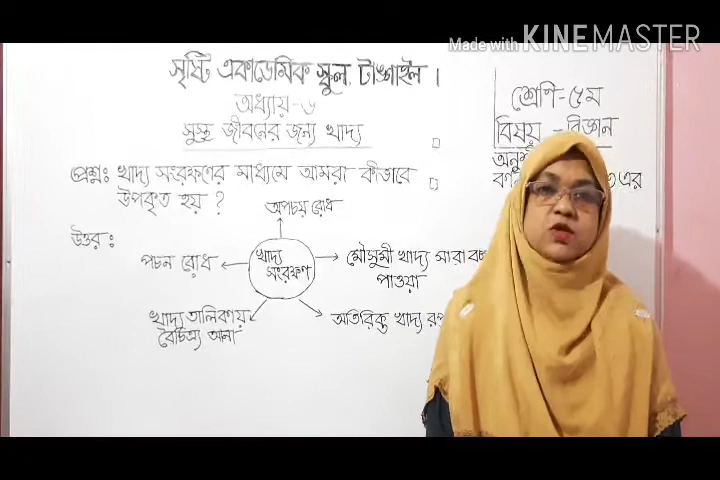 Made with KINEMASTER
সৃষ্টি একাডেমিক স্কুল, টাঙ্গাইল।
অধ্যায়-৬
সুস্থ জীবনের জন্য খাদ্য
শ্রেণি-৫ম
বিষয় - বিজ্ঞান
প্রশ্নঃ খাদ্য সংরক্ষণের মাধ্যমে আমরা কীভাবে
উপকৃত হয় ?
উত্তর :
অপচয় রোধ
পচন রোধ
খাদ্য
সংরক্ষণ
মৌসুমী খাদ্য সারা
পাওয়া
খাদ্য তালিকায়
বৈচিত্র্য আনা
অতিরিক্ত খাদ্য